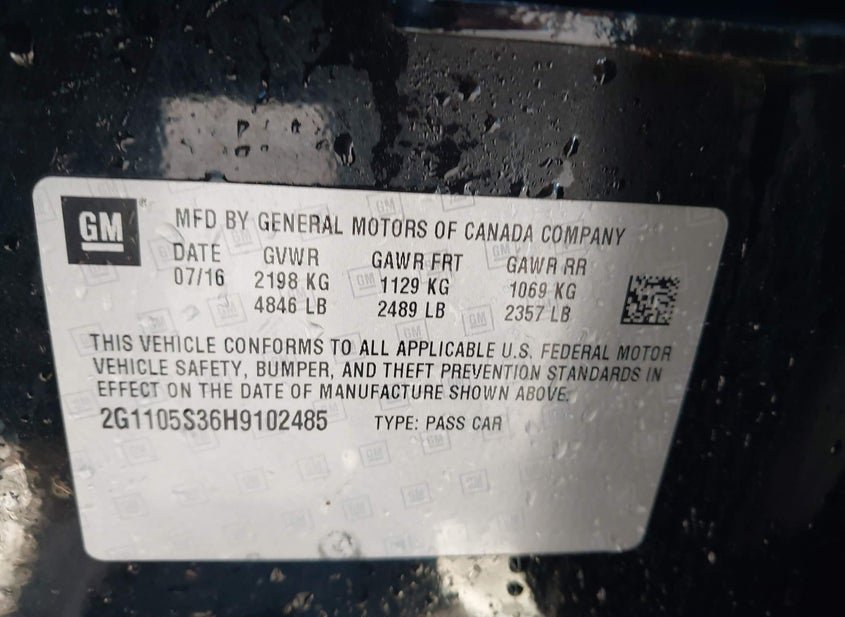 GM
MFD BY GENERAL MOTORS OF CANADA COMPANY
DATE GVWR GAWR FRT GAWR RR
07/16 2198 KG 1129 KG 1069 KG
4846 LB 2489 LB 2357 LB
THIS VEHICLE CONFORMS TO ALL APPLICABLE U.S. FEDERAL MOTOR
VEHICLE SAFETY, BUMPER, AND THEFT PREVENTION STANDARDS IN
EFFECT ON THE DATE OF MANUFACTURE SHOWN ABOVE.
2G1105S36H9102485 TYPE: PASS CAR